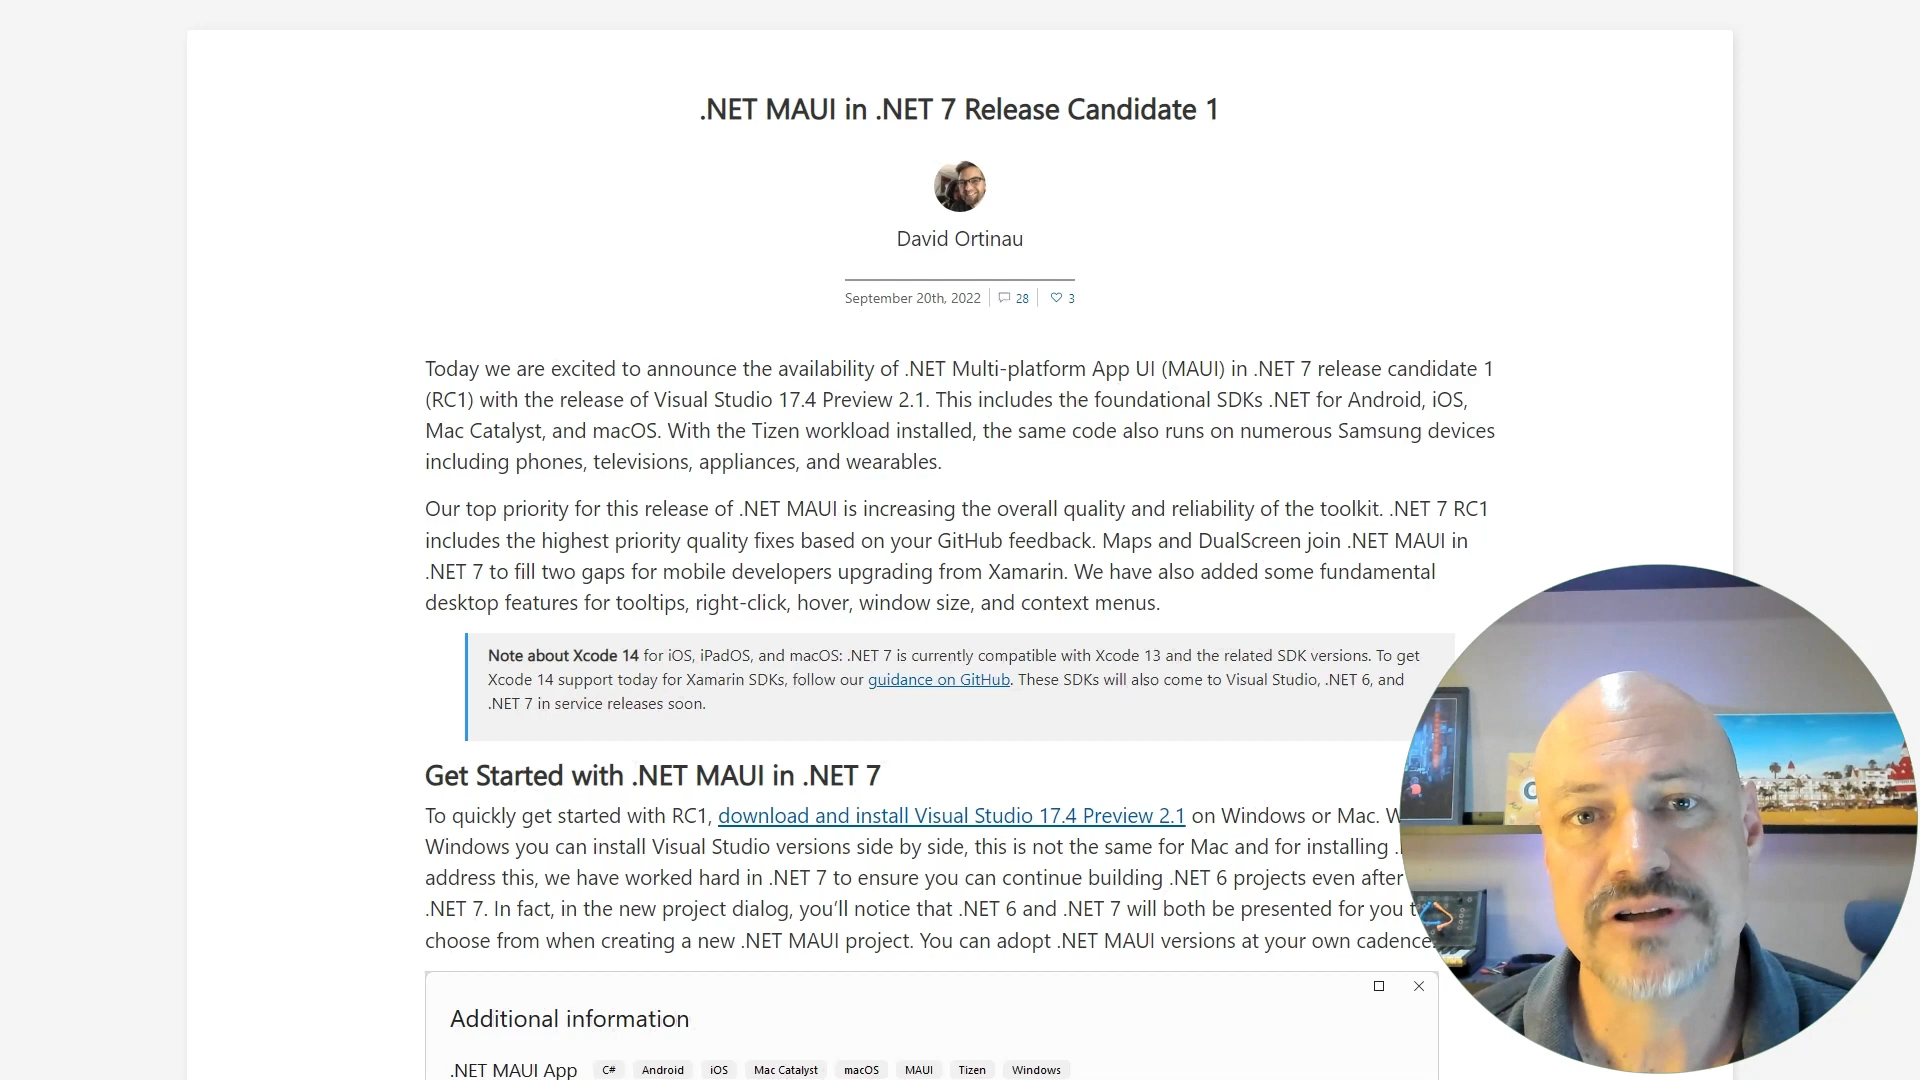 .NET MAUI in .NET 7 Release Candidate 1
David Ortinau
September 20th, 2022 28 3
Today we are excited to announce the availability of .NET Multi-platform App UI (MAUI) in .NET 7 release candidate 1
(RC1) with the release of Visual Studio 17.4 Preview 2.1. This includes the foundational SDKs .NET for Android, iOS,
Mac Catalyst, and macOS. With the Tizen workload installed, the same code also runs on numerous Samsung devices
including phones, televisions, appliances, and wearables.
Our top priority for this release of .NET MAUI is increasing the overall quality and reliability of the toolkit. .NET 7 RC1
includes the highest priority quality fixes based on your GitHub feedback. Maps and DualScreen join .NET MAUI in
.NET 7 to fill two gaps for mobile developers upgrading from Xamarin. We have also added some fundamental
desktop features for tooltips, right-click, hover, window size, and context menus.
Note about Xcode 14 for iOS, iPadOS, and macOS: .NET 7 is currently compatible with Xcode 13 and the related SDK versions. To get
Xcode 14 support today for Xamarin SDKs, follow our guidance on GitHub. These SDKs will also come to Visual Studio, .NET 6, and
.NET 7 in service releases soon.
Get Started with .NET MAUI in .NET 7
To quickly get started with RC1, download and install Visual Studio 17.4 Preview 2.1 on Windows or Mac.
Windows you can install Visual Studio versions side by side, this is not the same for Mac and for installing
address this, we have worked hard in .NET 7 to ensure you can continue building .NET 6 projects even after
.NET 7. In fact, in the new project dialog, you'll notice that .NET 6 and .NET 7 will both be presented for you
choose from when creating a new .NET MAUI project. You can adopt .NET MAUI versions at your own cadence.
Additional information
.NET MAUI App C# Android iOS Mac Catalyst macOS MAUI Tizen Windows